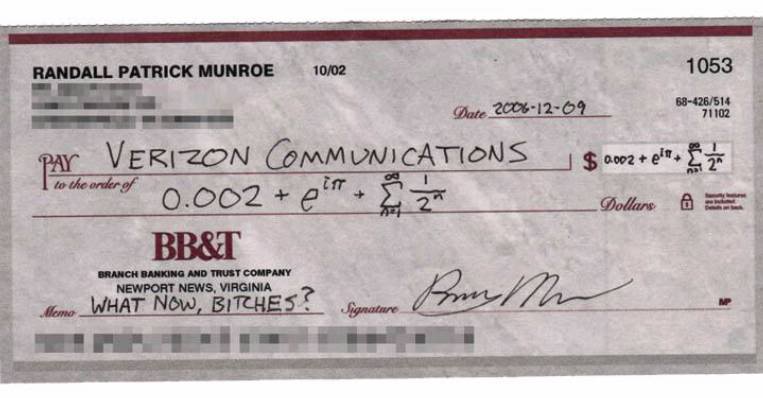 RANDALL PATRICK MUNROE 10/02 1053
68-426/514
71102
Date 2006-12-09
PAY to the order of VERIZON COMMUNICATIONS $ 0.002 + e^{iπ} + ∑_{n=1}^{∞} 1/2^n
0.002 + e^{iπ} + ∑_{n=1}^{∞} 1/2^n Dollars
Security features
are included.
Details on back.
BB&T
BRANCH BANKING AND TRUST COMPANY
NEWPORT NEWS, VIRGINIA
Memo WHAT NOW, BITCHES? Signature
MP